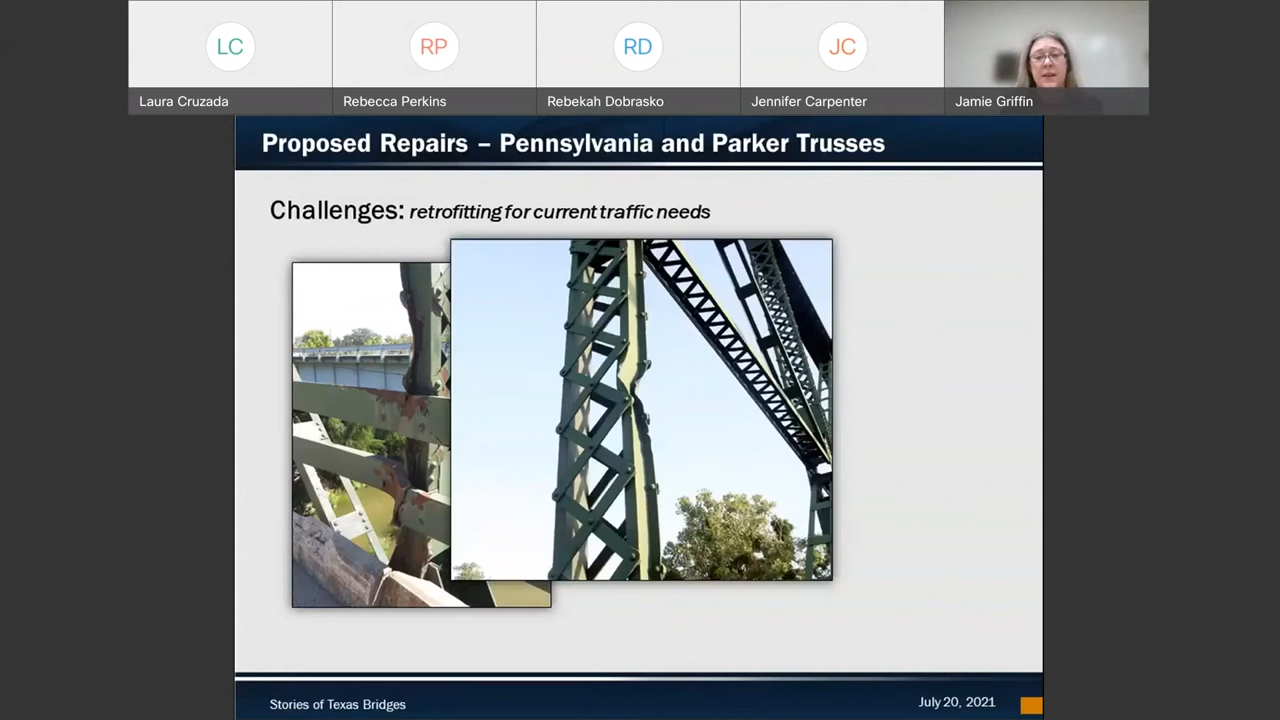 LC
RP
RD
JC
Laura Cruzada
Rebecca Perkins
Rebekah Dobrasko
Jennifer Carpenter
Jamie Griffin
Proposed Repairs – Pennsylvania and Parker Trusses
Challenges: retrofitting for current traffic needs
Stories of Texas Bridges
July 20, 2021